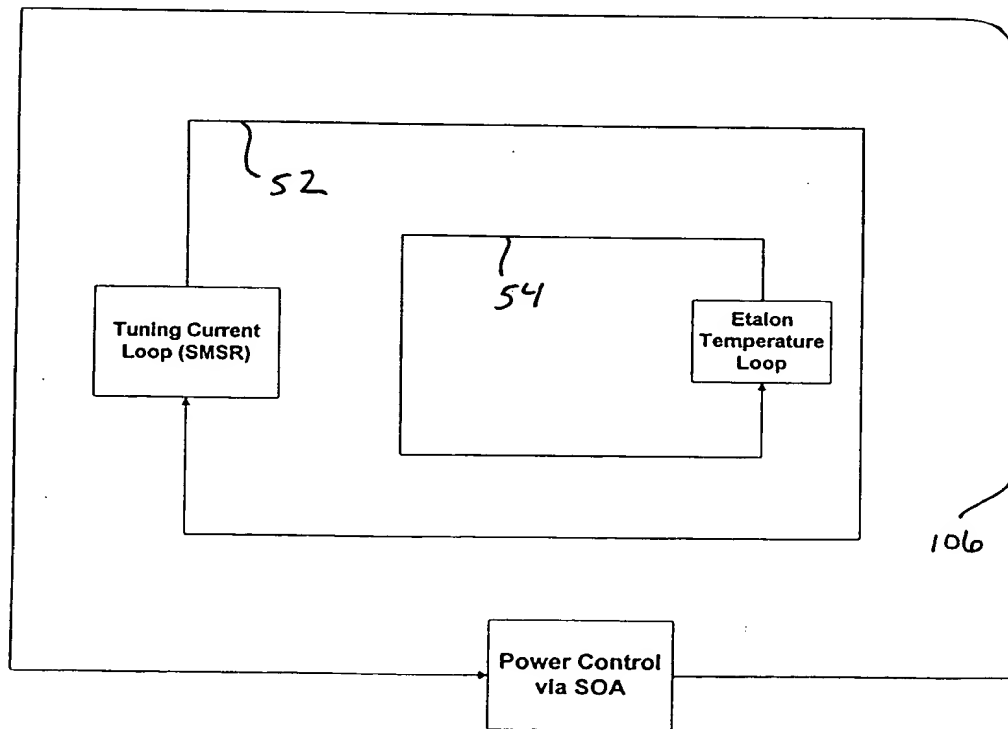 52
54
Tuning Current
Loop (SMSR)
Etalon
Temperature
Loop
106
Power Control
via SOA